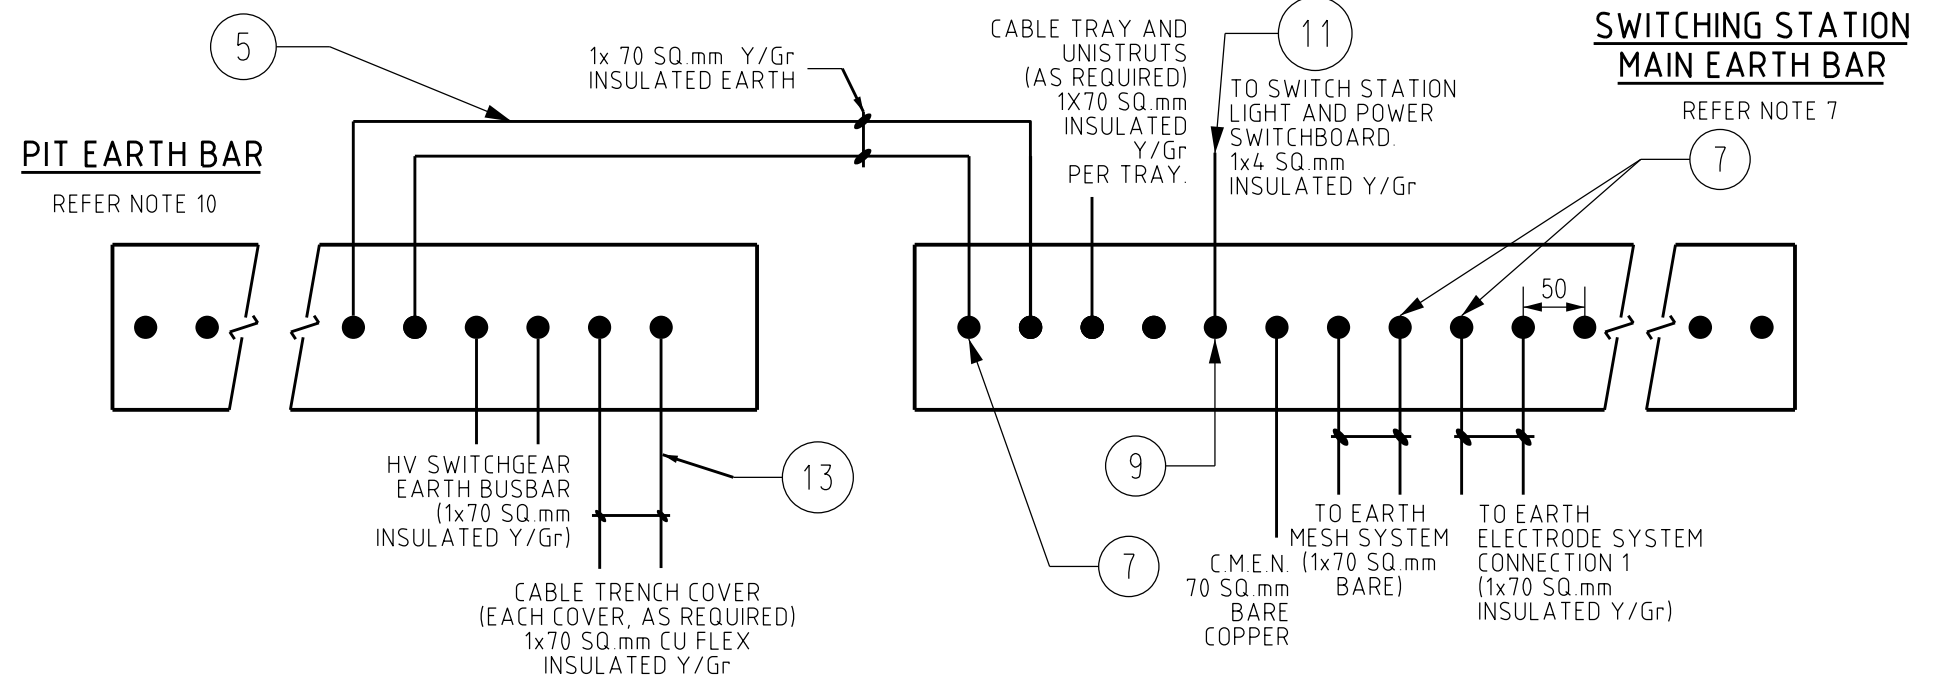 5
1x 70 SQ.mm Y/Gr
INSULATED EARTH
CABLE TRAY AND
UNISTRUTS
(AS REQUIRED)
1X70 SQ.mm
INSULATED
Y/Gr
PER TRAY.
11
TO SWITCH STATION
LIGHT AND POWER
SWITCHBOARD.
1x4 SQ.mm
INSULATED Y/Gr
SWITCHING STATION
MAIN EARTH BAR
REFER NOTE 7
7
PIT EARTH BAR
REFER NOTE 10
50
HV SWITCHGEAR
EARTH BUSBAR
(1x70 SQ.mm
INSULATED Y/Gr)
13
CABLE TRENCH COVER
(EACH COVER, AS REQUIRED)
1x70 SQ.mm CU FLEX
INSULATED Y/Gr
9
7
C.M.E.N.
70 SQ.mm
BARE
COPPER
TO EARTH
MESH SYSTEM
(1x70 SQ.mm
BARE)
TO EARTH
ELECTRODE SYSTEM
CONNECTION 1
(1x70 SQ.mm
INSULATED Y/Gr)